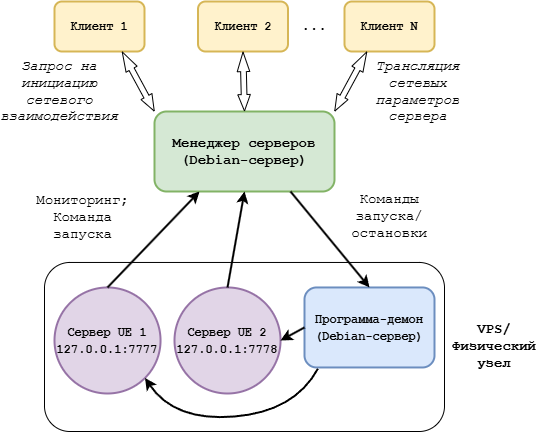 Клиент 1
Клиент 2
...
Клиент N
Запрос на
инициацию
сетевого
взаимодействия
Трансляция
сетевых
параметров
сервера
Менеджер серверов
(Debian-сервер)
Мониторинг;
Команда
запуска
Команды
запуска/
остановки
Сервер UE 1
127.0.0.1:7777
Сервер UE 2
127.0.0.1:7778
Программа-демон
(Debian-сервер)
VPS/
Физический
узел